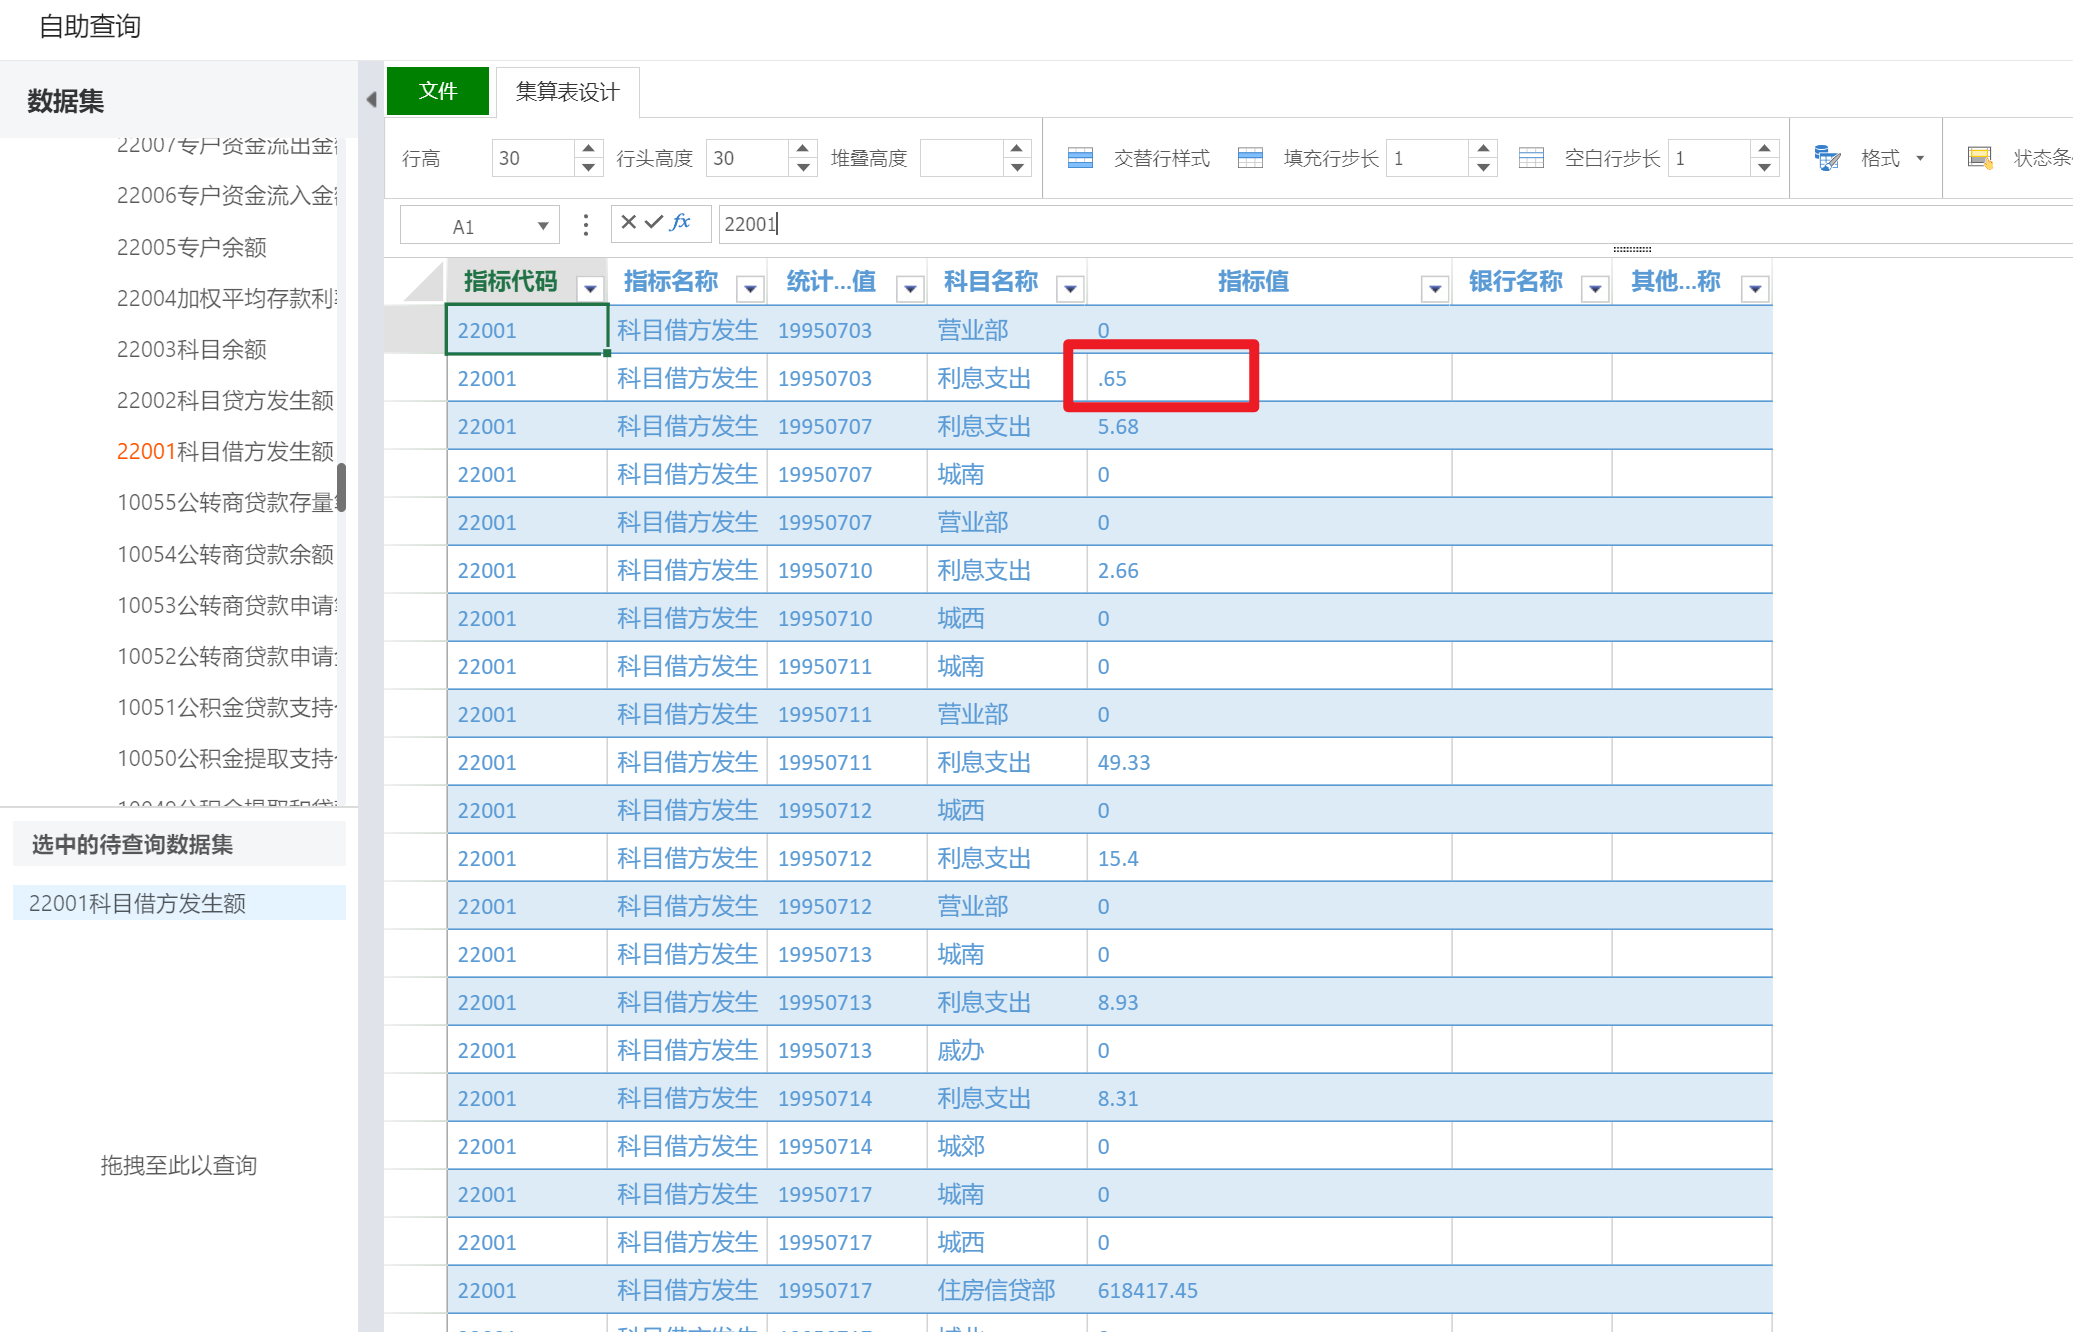 自助查询
数据集
22007专户资金流出金
22006专户资金流入金
22005专户余额
22004加权平均存款利
22003科目余额
22002科目贷方发生额
22001科目借方发生额
10055公转商贷款存量
10054公转商贷款余额
10053公转商贷款申请
10052公转商贷款申请
10051公积金贷款支持
10050公积金提取支持
选中的待查询数据集
22001科目借方发生额
拖拽至此以查询
文件 集算表设计
行高 30 行头高度 30 堆叠高度 交替行样式 填充行步长 1 空白行步长 1 格式 状态条
A1 fx 22001
指标代码 指标名称 统计...值 科目名称 指标值 银行名称 其他...称
22001 科目借方发生 19950703 营业部 0
22001 科目借方发生 19950703 利息支出 .65
22001 科目借方发生 19950707 利息支出 5.68
22001 科目借方发生 19950707 城南 0
22001 科目借方发生 19950707 营业部 0
22001 科目借方发生 19950710 利息支出 2.66
22001 科目借方发生 19950710 城西 0
22001 科目借方发生 19950711 城南 0
22001 科目借方发生 19950711 营业部 0
22001 科目借方发生 19950711 利息支出 49.33
22001 科目借方发生 19950712 城西 0
22001 科目借方发生 19950712 利息支出 15.4
22001 科目借方发生 19950712 营业部 0
22001 科目借方发生 19950713 城南 0
22001 科目借方发生 19950713 利息支出 8.93
22001 科目借方发生 19950713 戚办 0
22001 科目借方发生 19950714 利息支出 8.31
22001 科目借方发生 19950714 城郊 0
22001 科目借方发生 19950717 城南 0
22001 科目借方发生 19950717 城西 0
22001 科目借方发生 19950717 住房信贷部 618417.45